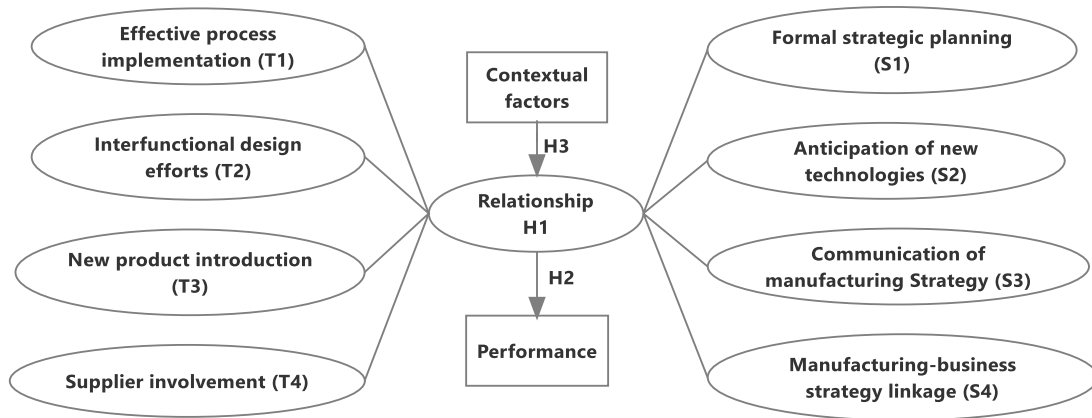 Effective process
implementation (T1)
Interfunctional design
efforts (T2)
New product introduction
(T3)
Supplier involvement (T4)
Contextual
factors
H3
Relationship
H1
H2
Performance
Formal strategic planning
(S1)
Anticipation of new
technologies (S2)
Communication of
manufacturing Strategy (S3)
Manufacturing-business
strategy linkage (S4)